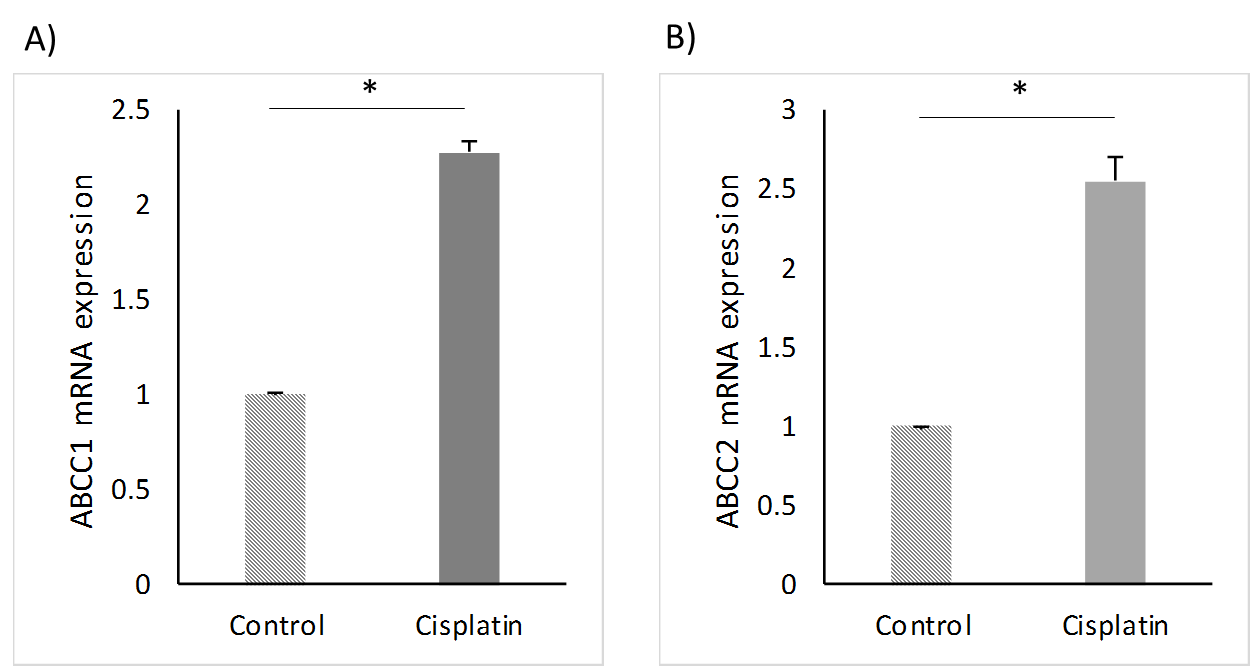 A)
*
2.5
2
1.5
1
0.5
0
ABCC1 mRNA expression
Control
Cisplatin
B)
*
3
2.5
2
1.5
1
0.5
0
ABCC2 mRNA expression
Control
Cisplatin